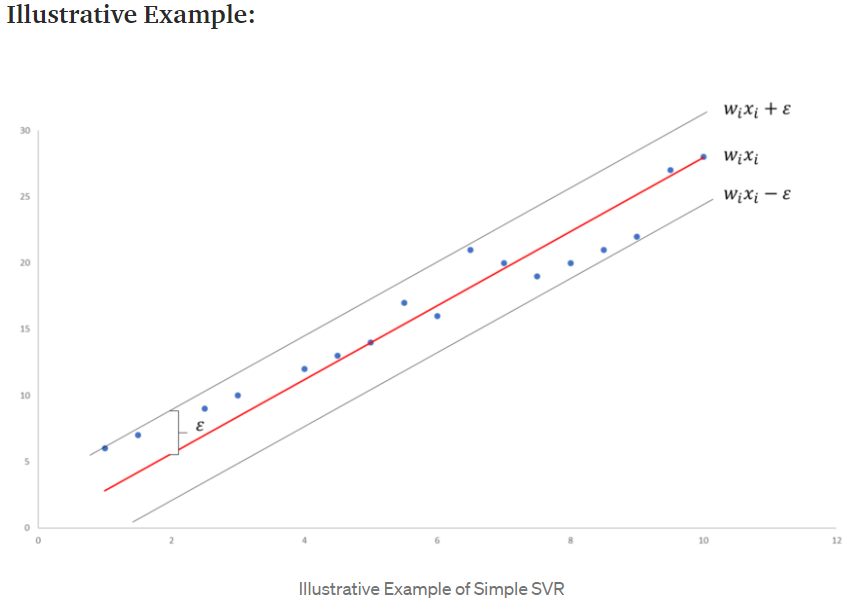 Illustrative Example:
wᵢxᵢ + ε
30
wᵢxᵢ
wᵢxᵢ − ε
25
20
15
10
ε
5
0
0 2 4 6 8 10 12
Illustrative Example of Simple SVR